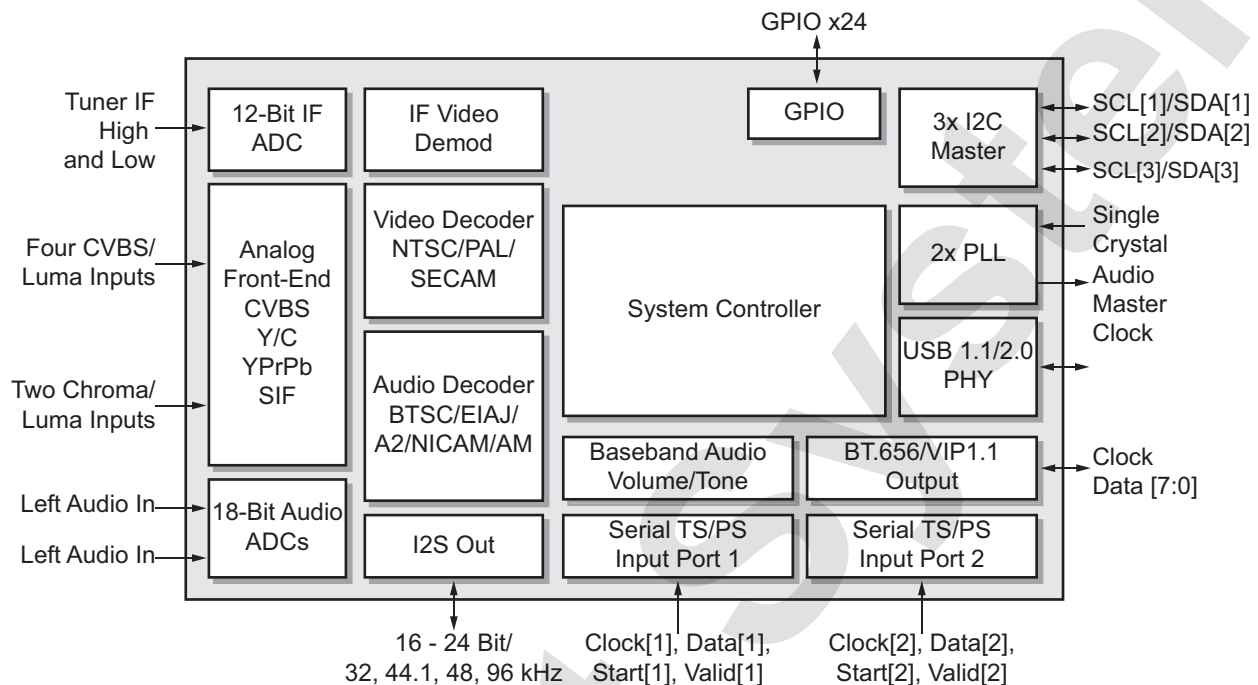 GPIO x24
Tuner IF
High
and Low
12-Bit IF
ADC
IF Video
Demod
GPIO
3x I2C
Master
SCL[1]/SDA[1]
SCL[2]/SDA[2]
SCL[3]/SDA[3]
Four CVBS/
Luma Inputs
Two Chroma/
Luma Inputs
Analog
Front-End
CVBS
Y/C
YPrPb
SIF
Video Decoder
NTSC/PAL/
SECAM
Audio Decoder
BTSC/EIAJ/
A2/NICAM/AM
System Controller
2x PLL
Single
Crystal
Audio
Master
Clock
USB 1.1/2.0
PHY
Baseband Audio
Volume/Tone
BT.656/VIP1.1
Output
Clock
Data [7:0]
Left Audio In
Left Audio In
18-Bit Audio
ADCs
I2S Out
Serial TS/PS
Input Port 1
Serial TS/PS
Input Port 2
16 - 24 Bit/
32, 44.1, 48, 96 kHz
Clock[1], Data[1],
Start[1], Valid[1]
Clock[2], Data[2],
Start[2], Valid[2]